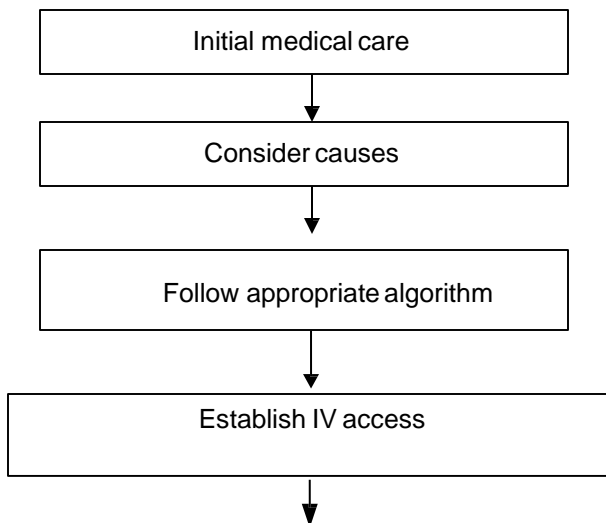 Initial medical care
Consider causes
Follow appropriate algorithm
Establish IV access